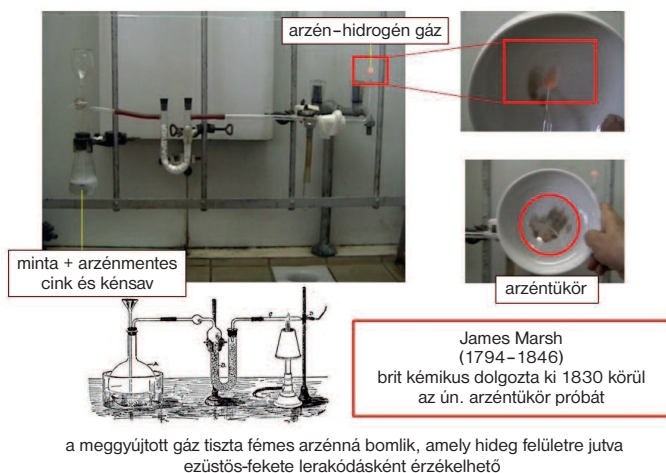 arzén–hidrogén gáz
minta + arzénmentes
cink és kénsav
arzéntükör
James Marsh
(1794–1846)
brit kémikus dolgozta ki 1830 körül
az ún. arzéntükör próbát
a meggyújtott gáz tiszta fémes arzénná bomlik, amely hideg felületre jutva
ezüstös-fekete lerakódásként érzékelhető